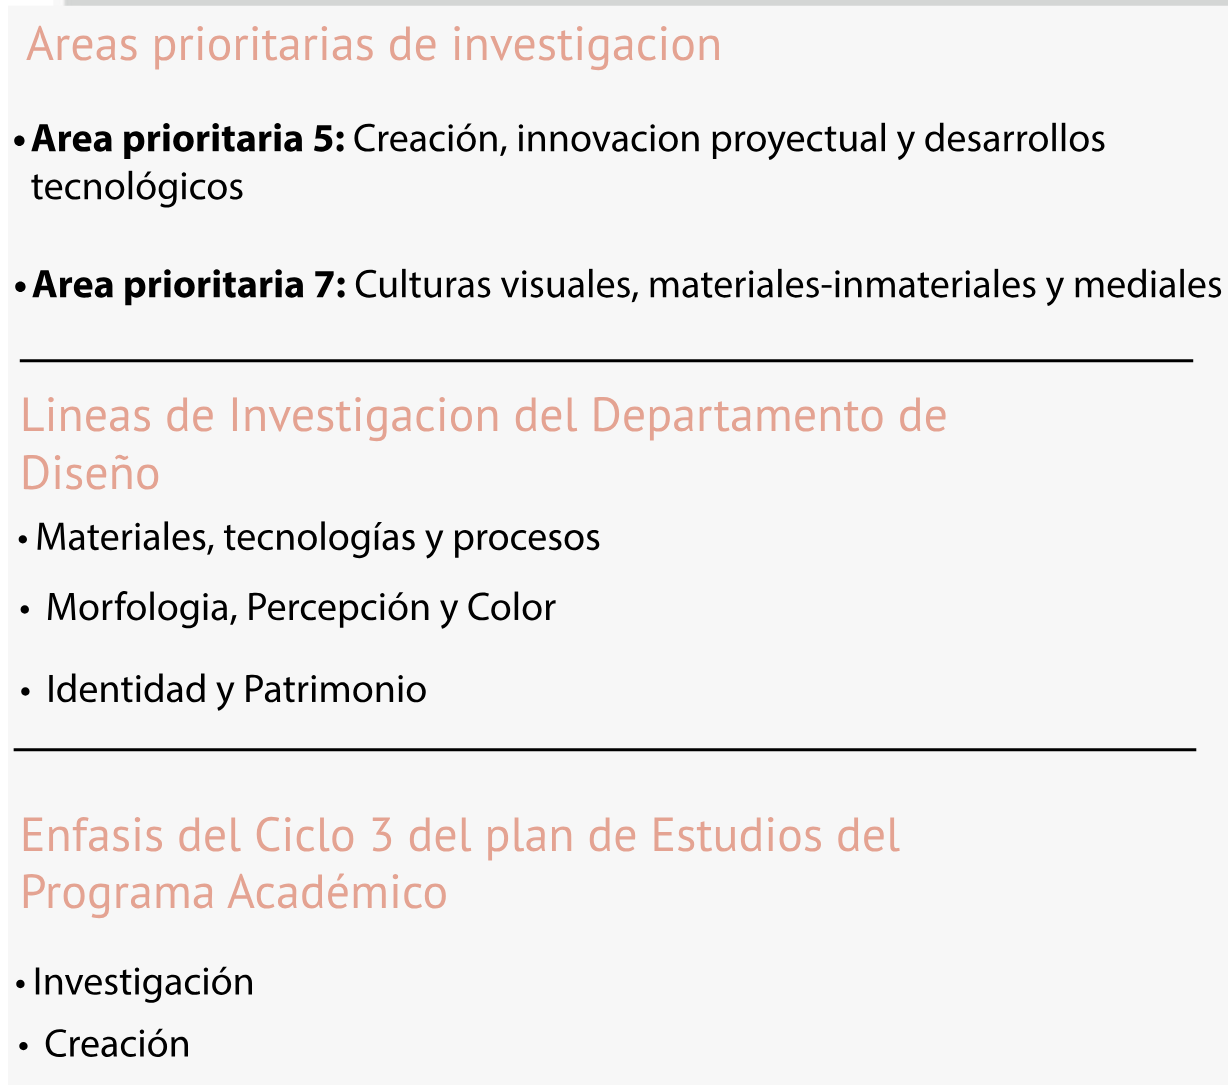 Areas prioritarias de investigacion
• Area prioritaria 5: Creación, innovacion proyectual y desarrollos
tecnológicos
• Area prioritaria 7: Culturas visuales, materiales-inmateriales y mediales
Lineas de Investigacion del Departamento de
Diseño
• Materiales, tecnologías y procesos
• Morfologia, Percepción y Color
• Identidad y Patrimonio
Enfasis del Ciclo 3 del plan de Estudios del
Programa Académico
• Investigación
• Creación